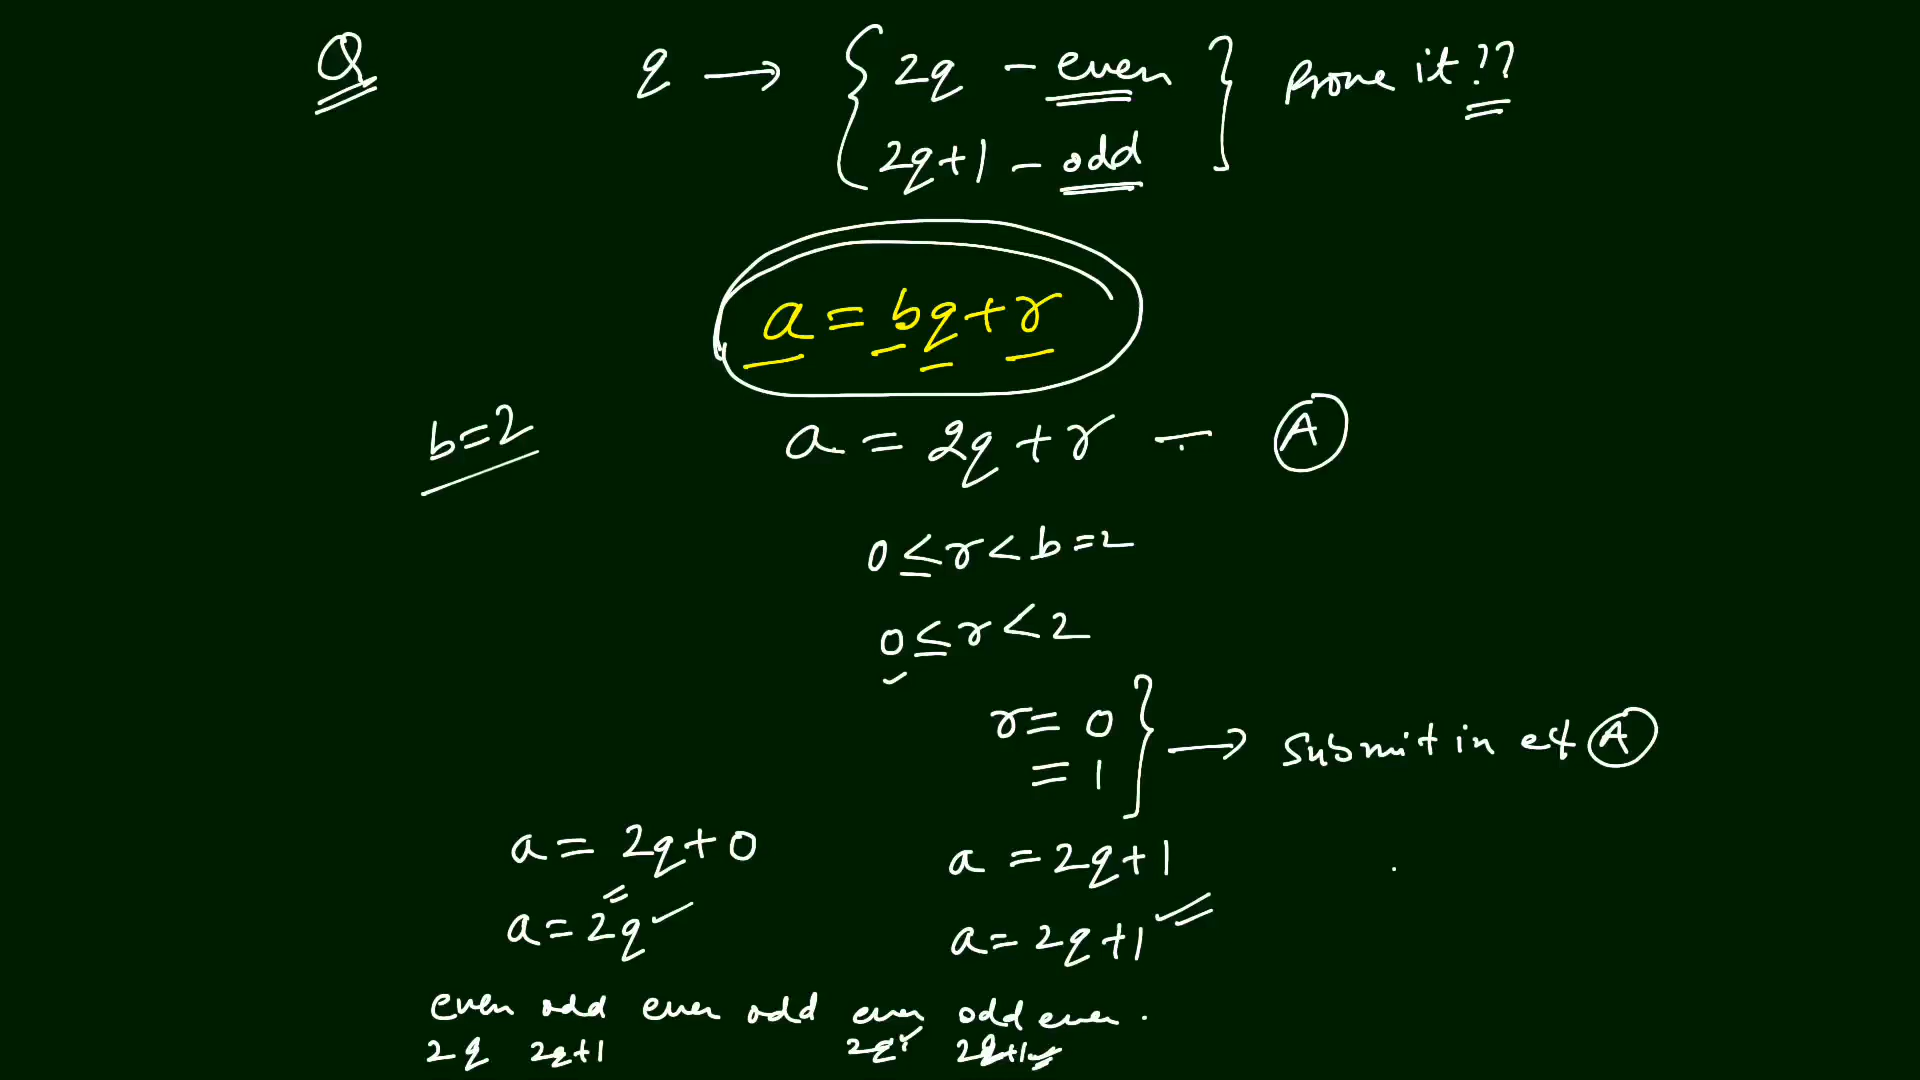 Q q → { 2q - even } Prove it??
2q+1 - odd
a = bq+r
b=2 a = 2q+r - A
0≤r<b=2
0≤r<2
r= 0 } → Submit in eq A
= 1
a= 2q+0 a =2q+1
a=2q✓ a=2q+1✓
even odd even odd even odd even.
2q 2q+1 2q 2q+1